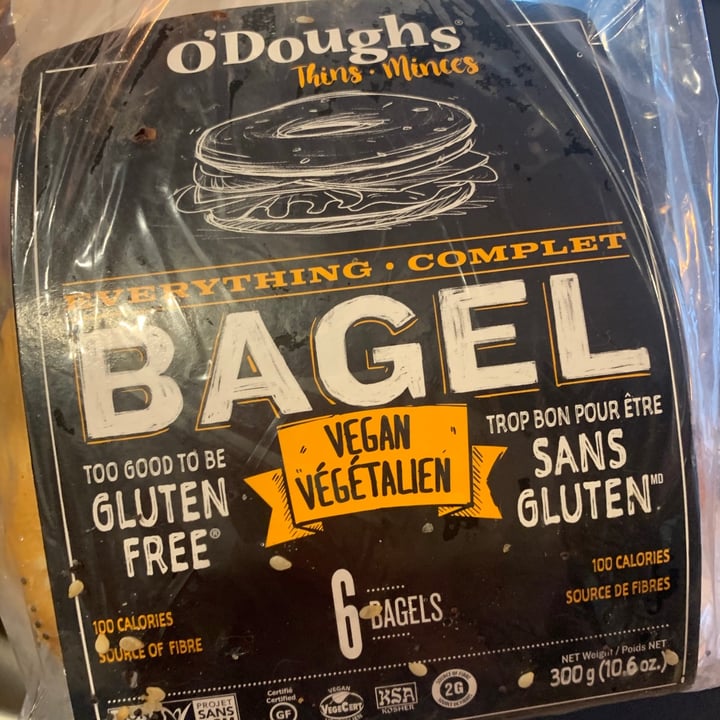 O'Doughs®
Thins · Minces
EVERYTHING · COMPLET
BAGEL
VEGAN
VÉGÉTALIEN
TOO GOOD TO BE
GLUTEN
FREE®
TROP BON POUR ÊTRE
SANS
GLUTEN MD
100 CALORIES
SOURCE OF FIBRE
6 BAGELS
100 CALORIES
SOURCE DE FIBRES
NET Weight / Poids NET
300 g (10.6 oz.)
PROJET
SANS
Certifié
Certified
GF
VEGAN
VEGECERT
KSA
KOSHER
2G